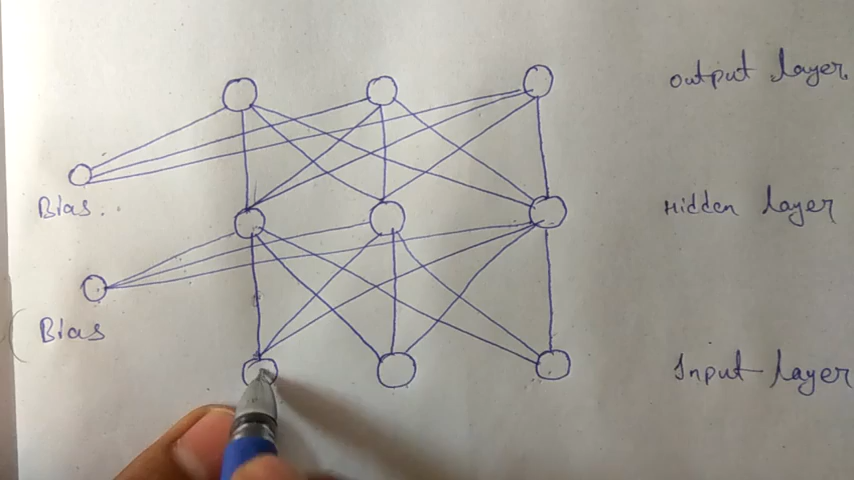 output layer.
Bias..
Hidden layer
Bias
Input layer